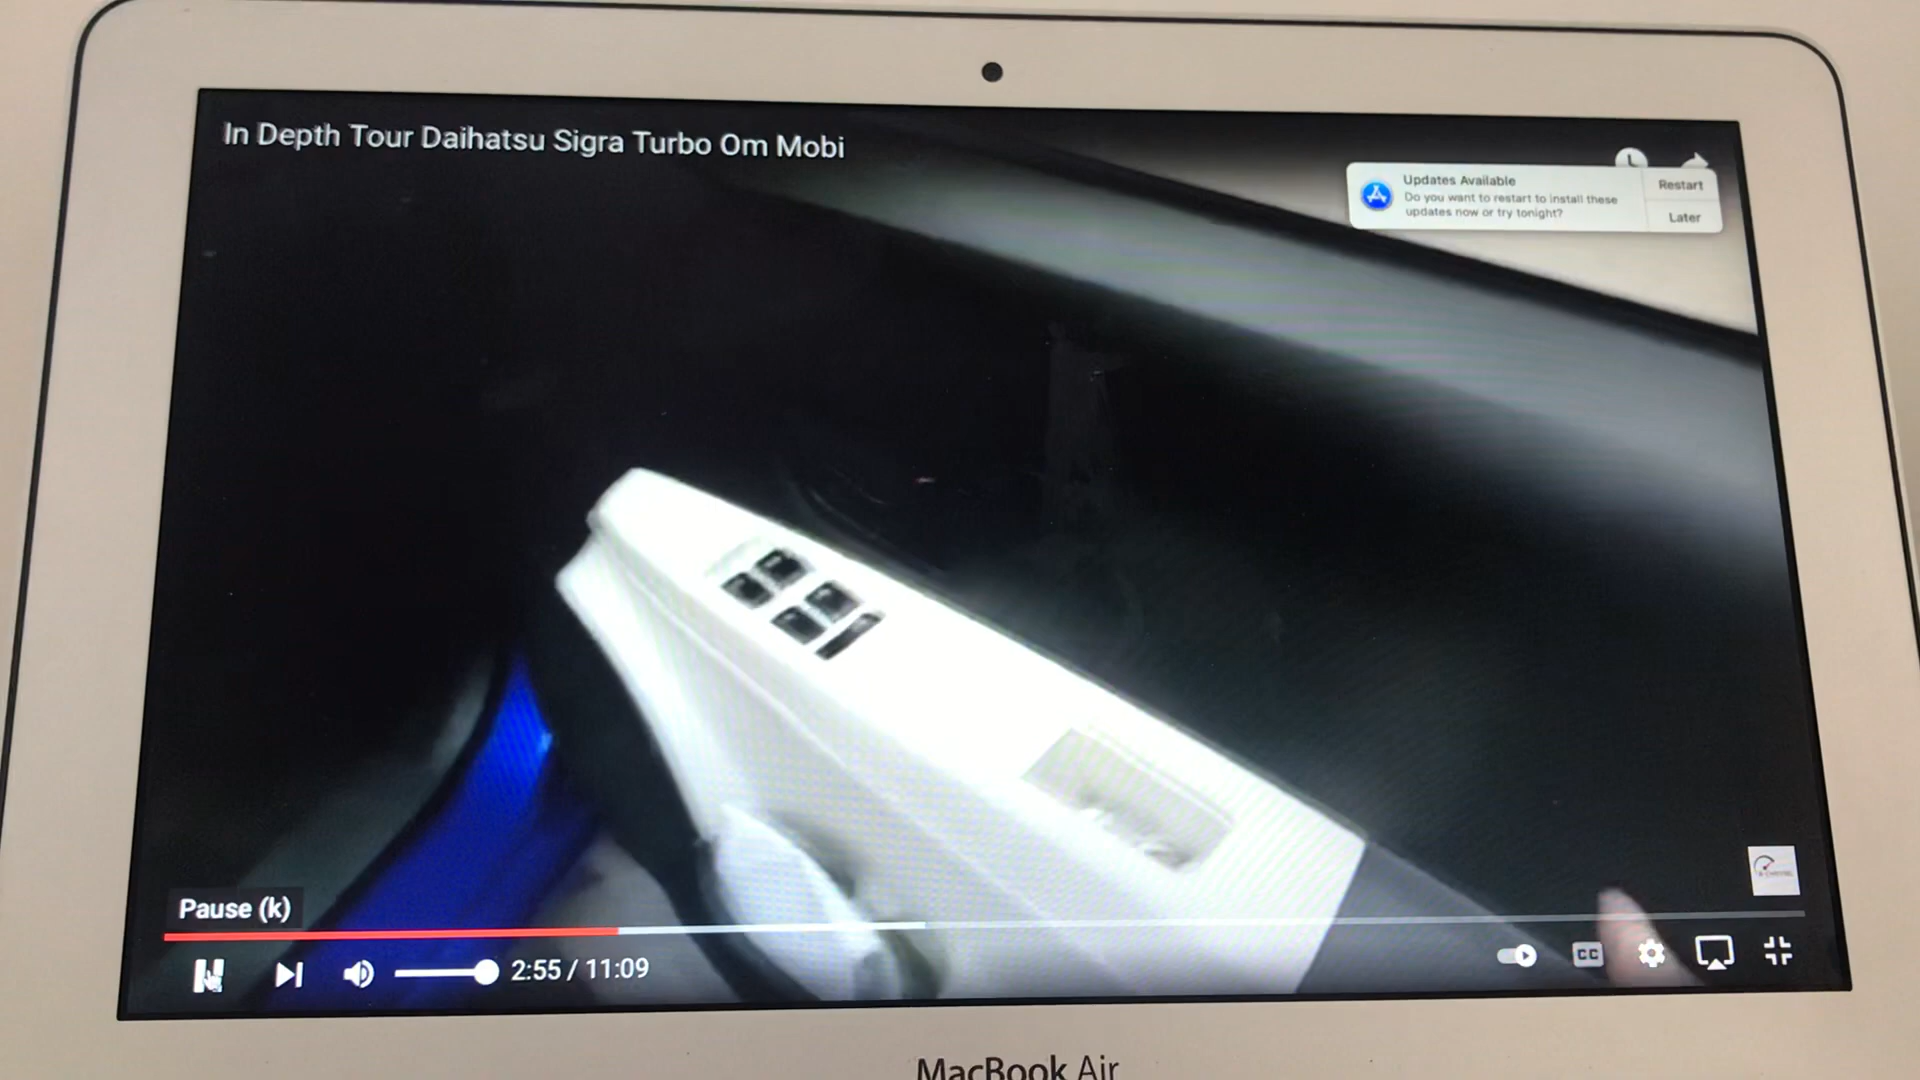 In Depth Tour Daihatsu Sigra Turbo Om Mobi
Updates Available
Do you want to restart to install these
updates now or try tonight?
Restart
Later
Pause (k)
2:55 / 11:09
CC
MacBook Air